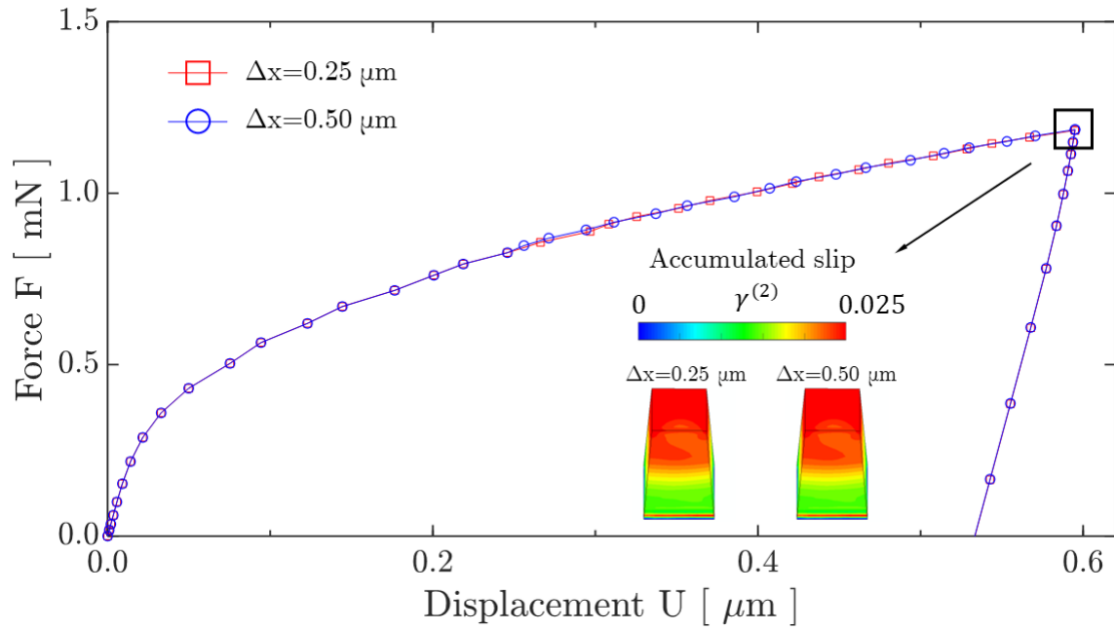 1.5
Δx=0.25 μm
Δx=0.50 μm
1.0
Force F [ mN ]
Accumulated slip
0 γ⁽²⁾ 0.025
0.5
Δx=0.25 μm Δx=0.50 μm
0.0
0.0 0.2 0.4 0.6
Displacement U [ μm ]